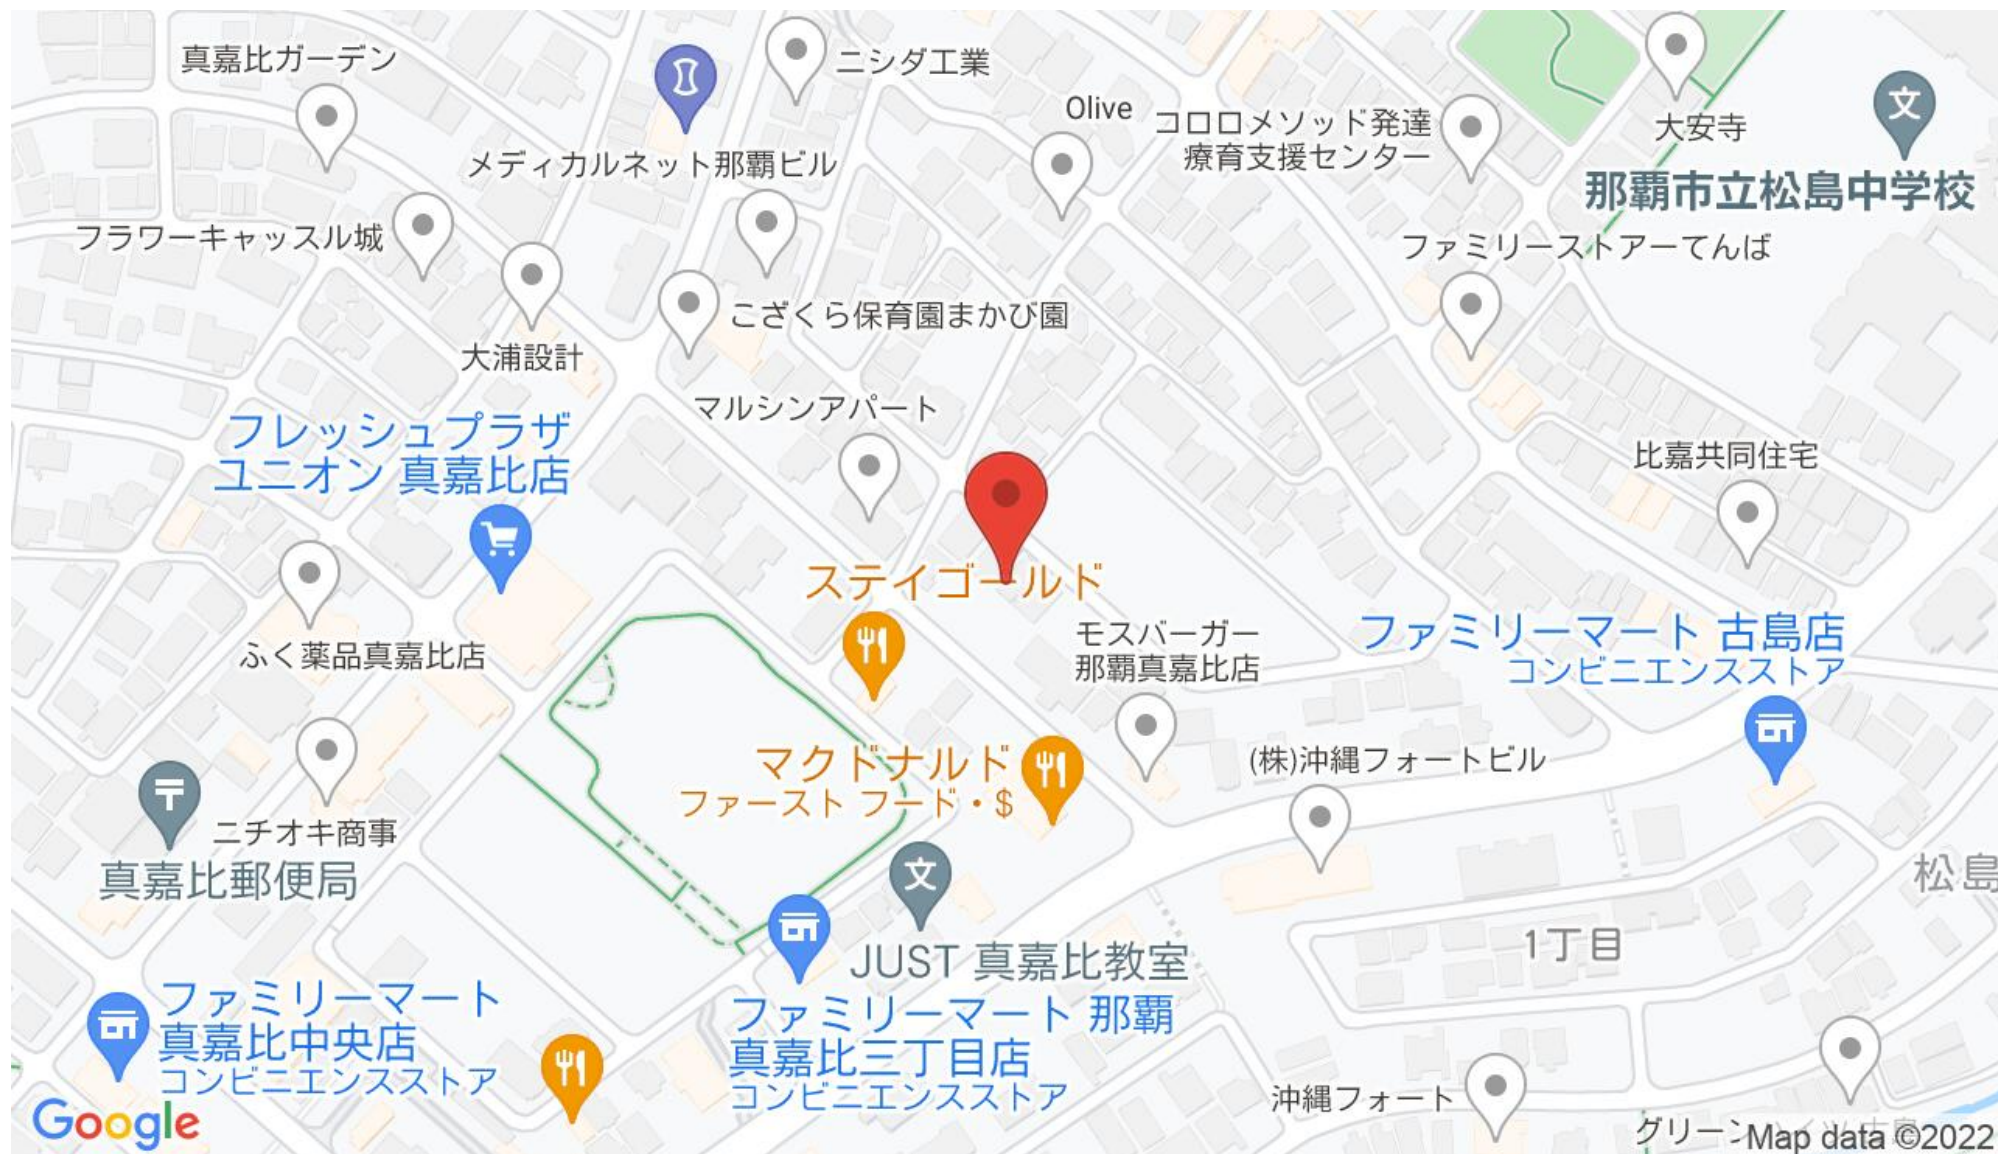 真嘉比ガーデン
ニシダ工業
Olive
コロロメソッド発達
療育支援センター
大安寺
文
メディカルネット那覇ビル
那覇市立松島中学校
フラワーキャッスル城
ファミリーストアーてんば
こざくら保育園まかび園
大浦設計
マルシンアパート
フレッシュプラザ
ユニオン 真嘉比店
比嘉共同住宅
ステイゴールド
モスバーガー
那覇真嘉比店
ファミリーマート 古島店
コンビニエンスストア
ふく薬品真嘉比店
マクドナルド
ファースト フード・$
(株)沖縄フォートビル
〒
ニチオキ商事
真嘉比郵便局
文
松島
1丁目
JUST 真嘉比教室
ファミリーマート
真嘉比中央店
コンビニエンスストア
ファミリーマート 那覇
真嘉比三丁目店
コンビニエンスストア
沖縄フォート
Google
グリーン
Map data ©2022